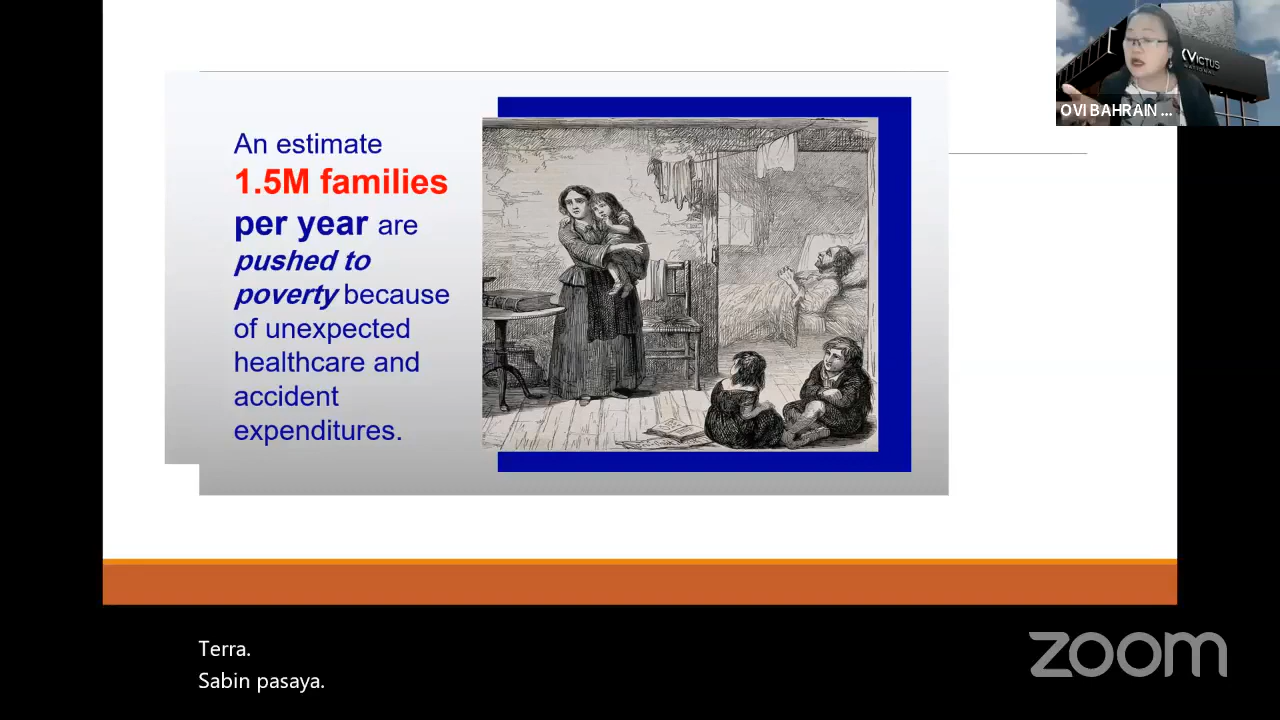 An estimate
1.5M families
per year are
pushed to
poverty because
of unexpected
healthcare and
accident
expenditures.
VICTUS
OVI BAHRAIN ...
Terra.
Sabin pasaya.
zoom